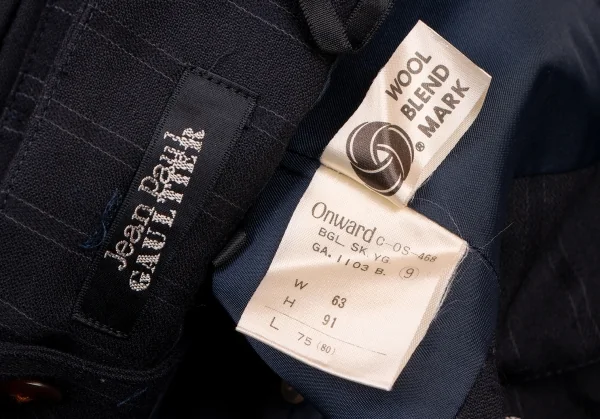 Jean Paul
GAULTIER
WOOL
BLEND
MARK
®
Onward C-OS-468
BGL. SK YG ⑨
GA. 1103 B.
W 63
H 91
L 75 (80)